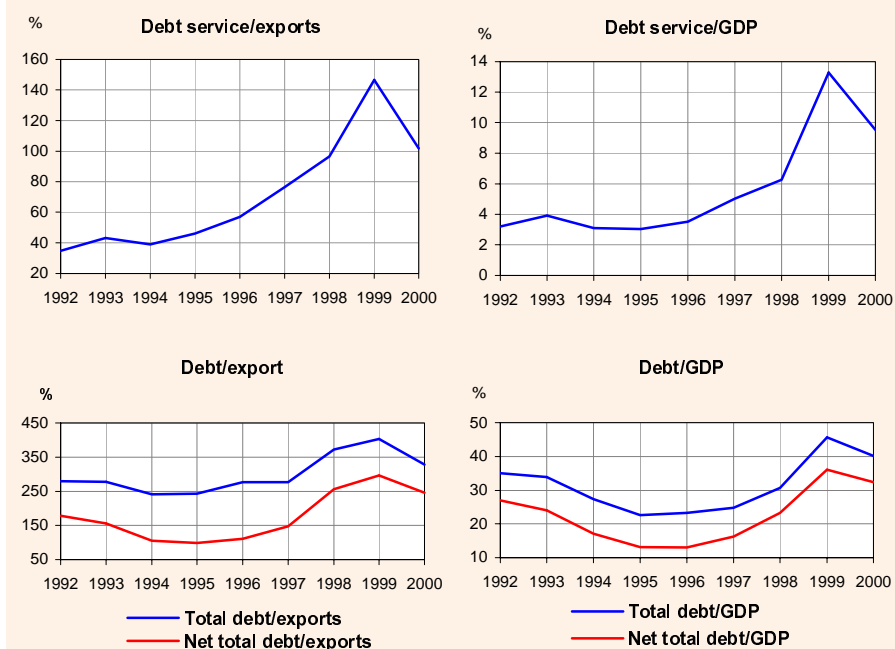 Debt service/exports
%
160
140
120
100
80
60
40
20
1992 1993 1994 1995 1996 1997 1998 1999 2000
Debt service/GDP
%
14
12
10
8
6
4
2
0
1992 1993 1994 1995 1996 1997 1998 1999 2000
Debt/export
%
450
350
250
150
50
1992 1993 1994 1995 1996 1997 1998 1999 2000
Total debt/exports
Net total debt/exports
Debt/GDP
%
50
40
30
20
10
1992 1993 1994 1995 1996 1997 1998 1999 2000
Total debt/GDP
Net total debt/GDP